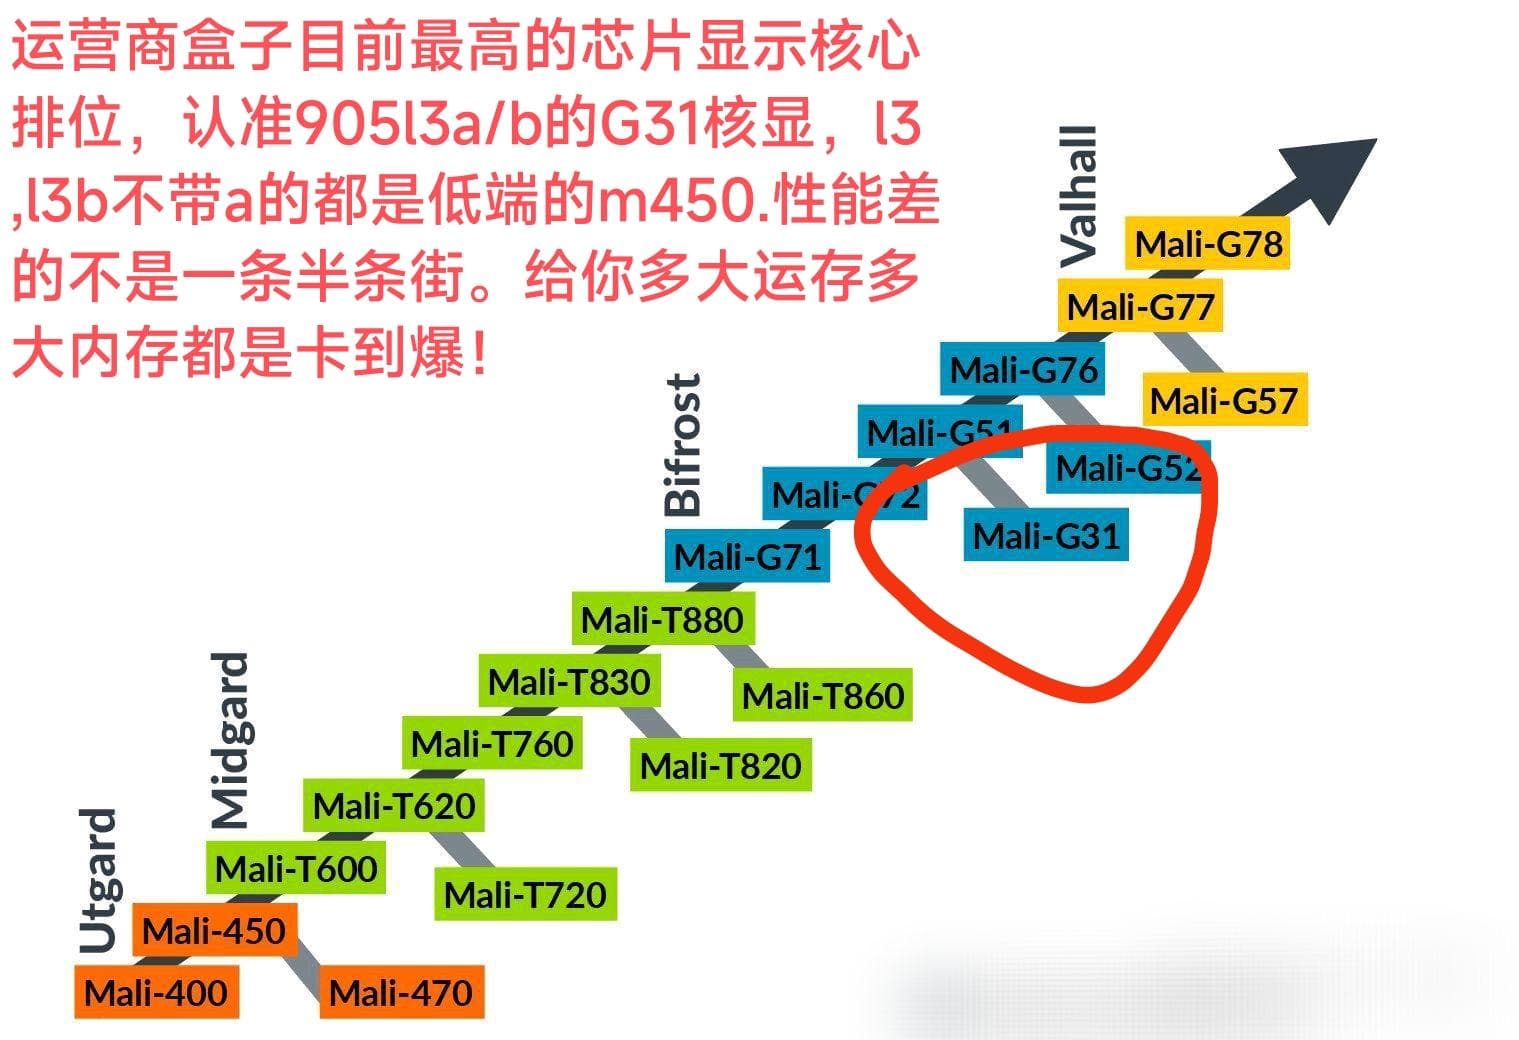 运营商盒子目前最高的芯片显示核心
排位，认准905l3a/b的G31核显，l3
,l3b不带a的都是低端的m450.性能差
的不是一条半条街。给你多大运存多
大内存都是卡到爆！
Valhall
Mali-G78
Mali-G77
Mali-G76
Mali-G57
Bifrost
Mali-G51
Mali-G52
Mali-G72
Mali-G31
Mali-G71
Mali-T880
Midgard
Mali-T830
Mali-T860
Mali-T760
Mali-T820
Mali-T620
Utgard
Mali-T600
Mali-T720
Mali-450
Mali-400
Mali-470